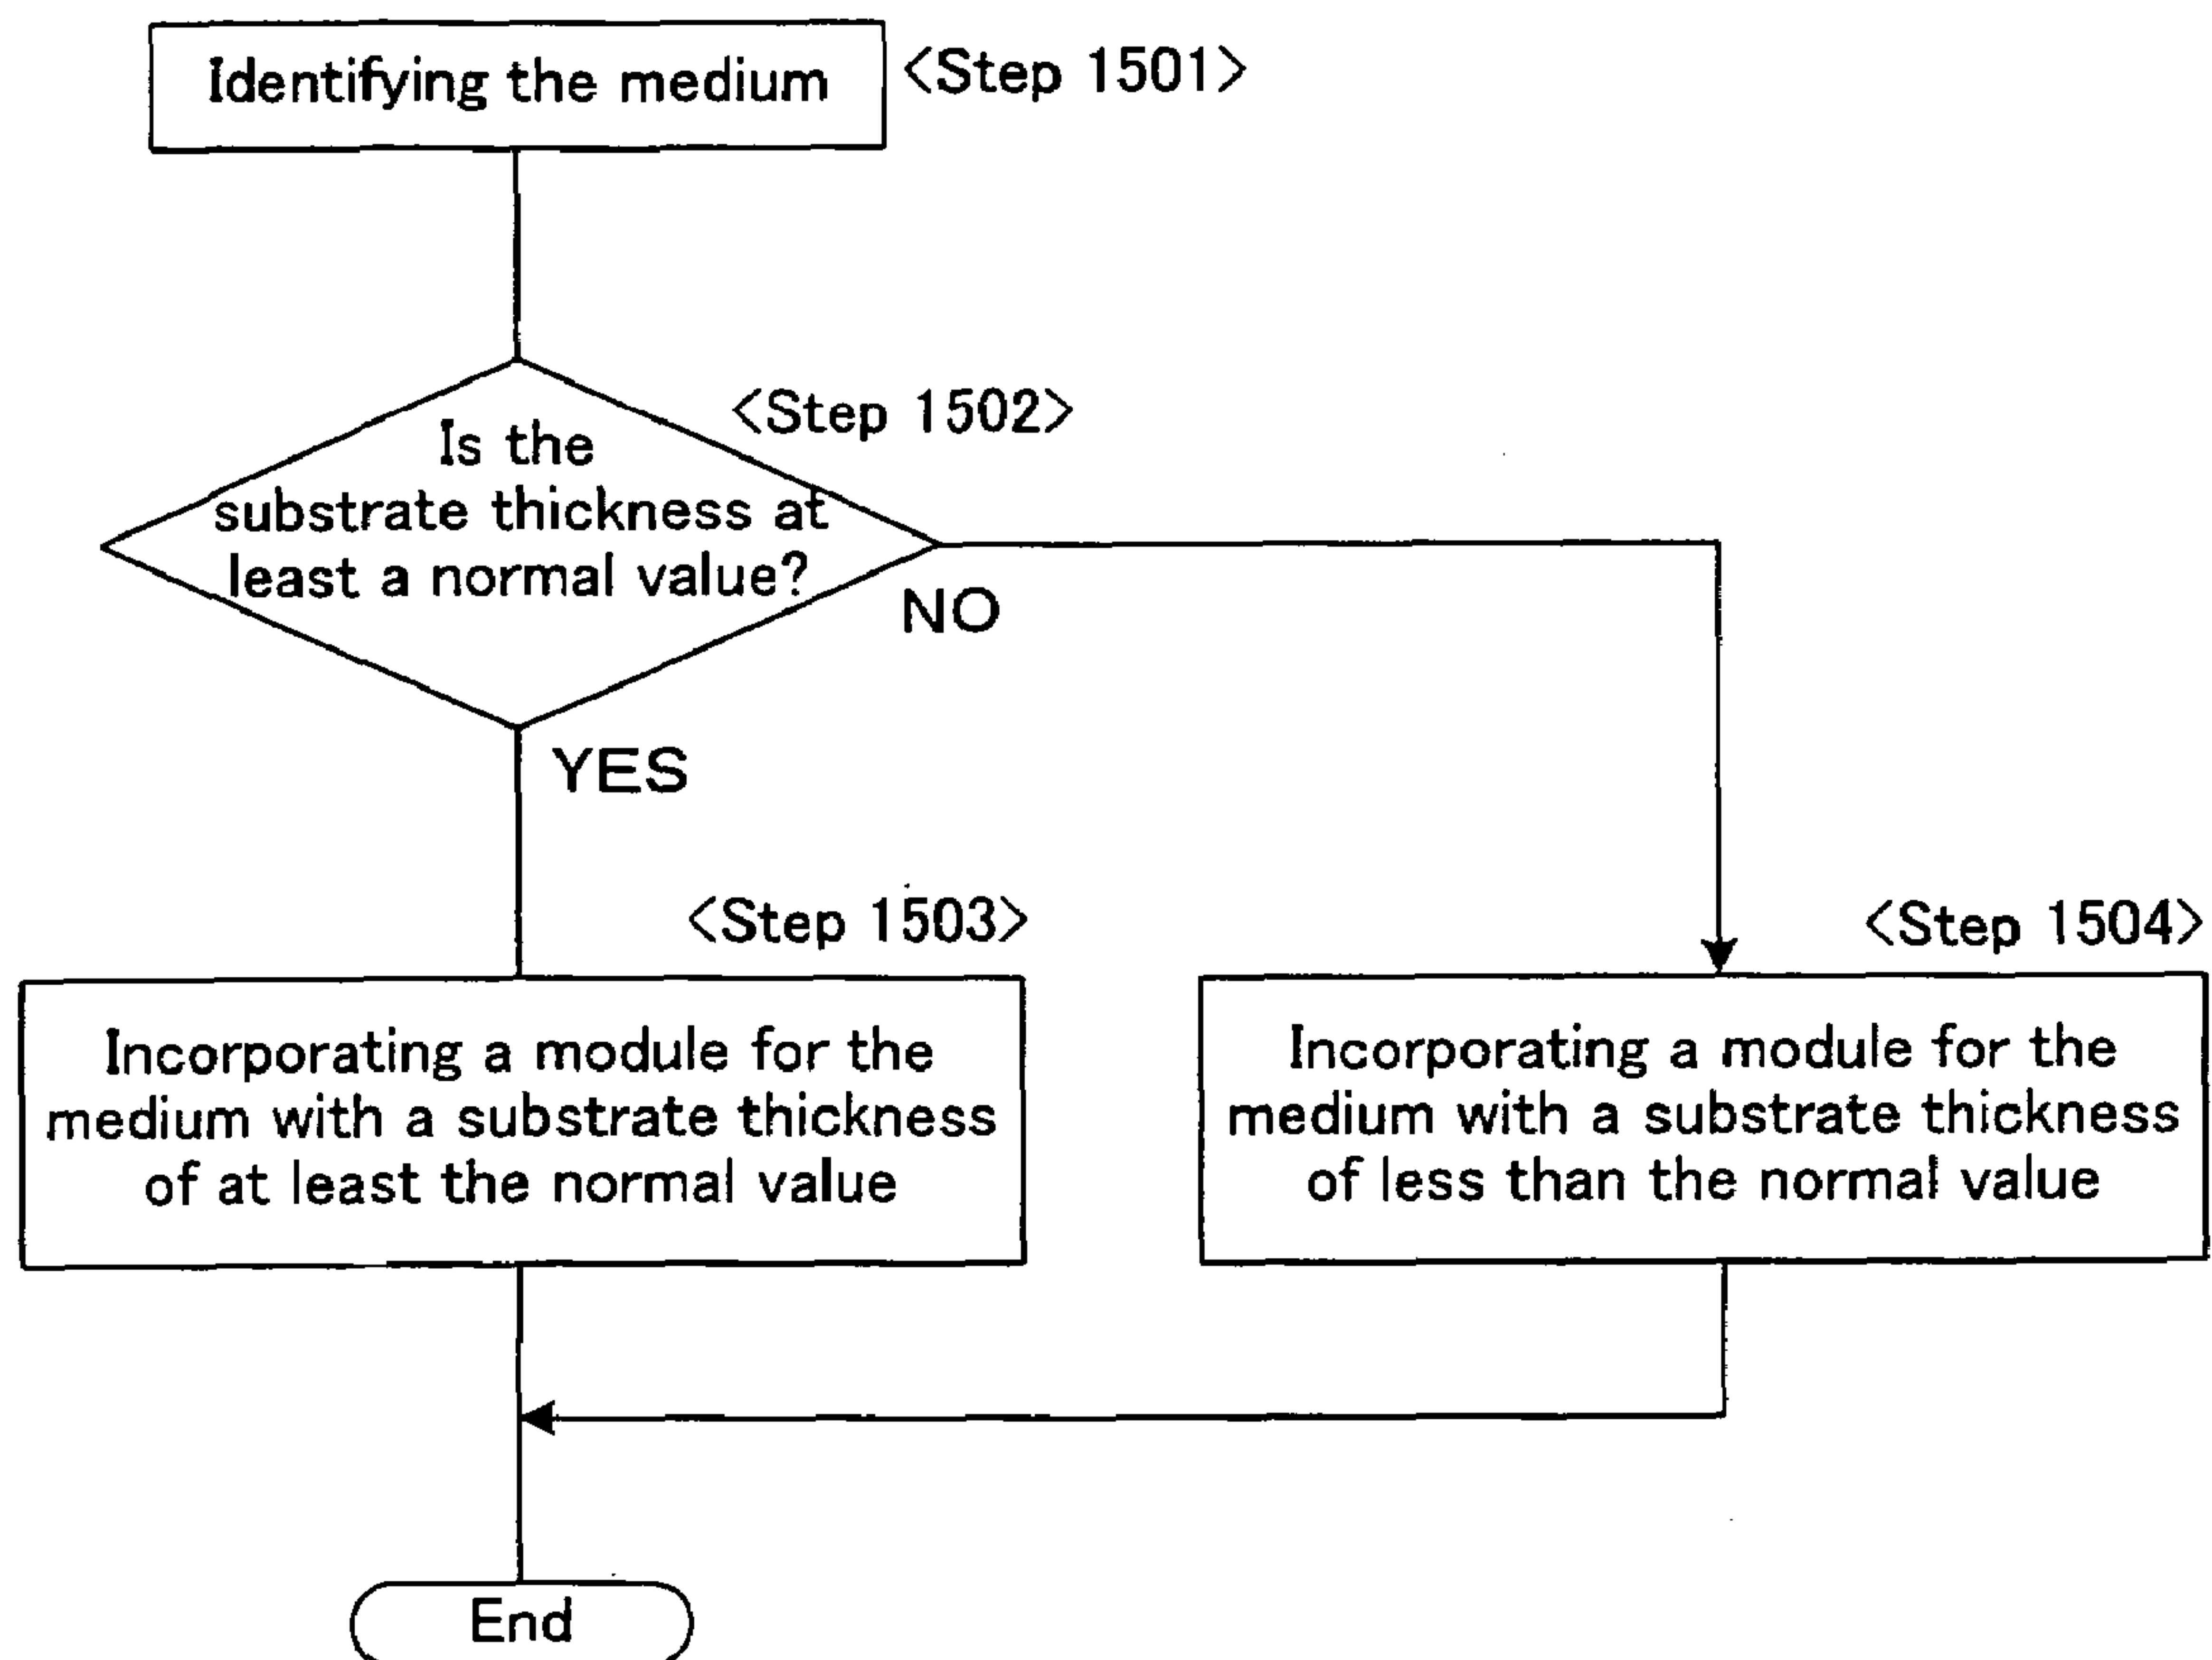 Identifying the medium
<Step 1501>
<Step 1502>
Is the
substrate thickness at
least a normal value?
NO
YES
<Step 1503>
Incorporating a module for the
medium with a substrate thickness
of at least the normal value
<Step 1504>
Incorporating a module for the
medium with a substrate thickness
of less than the normal value
End